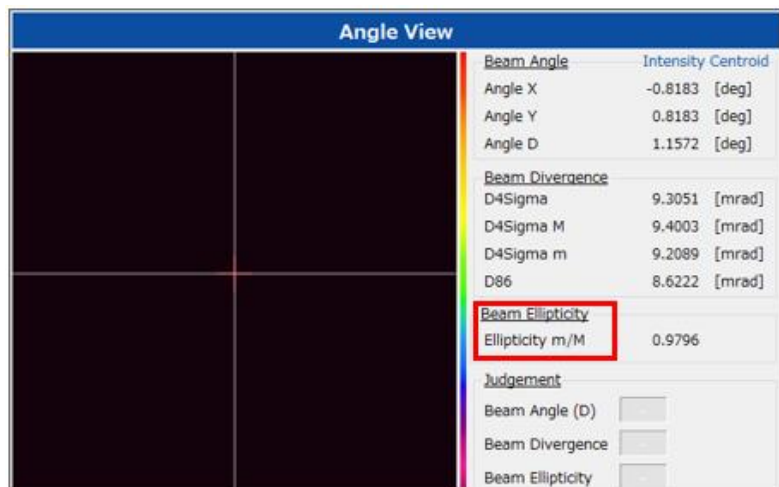 Angle View
Beam Angle Intensity Centroid
Angle X -0.8183 [deg]
Angle Y 0.8183 [deg]
Angle D 1.1572 [deg]
Beam Divergence
D4Sigma 9.3051 [mrad]
D4Sigma M 9.4003 [mrad]
D4Sigma m 9.2089 [mrad]
D86 8.6222 [mrad]
Beam Ellipticity
Ellipticity m/M 0.9796
Judgement
Beam Angle (D)
Beam Divergence
Beam Ellipticity